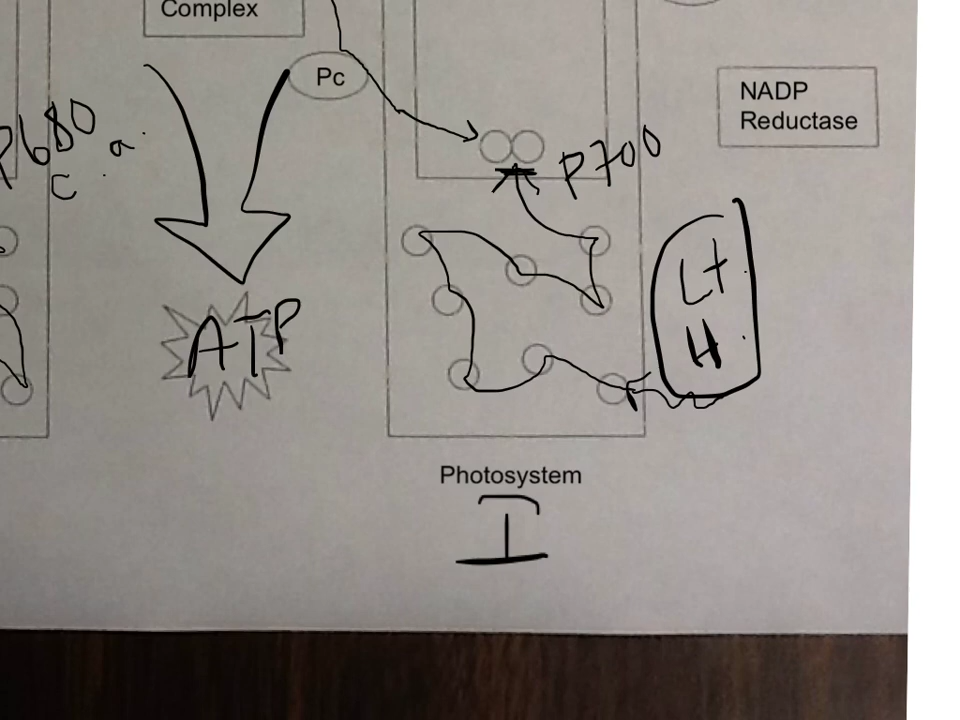 Complex
Pc
NADP
Reductase
P680
a.
c.
P700
ATP
LT
H
Photosystem
I